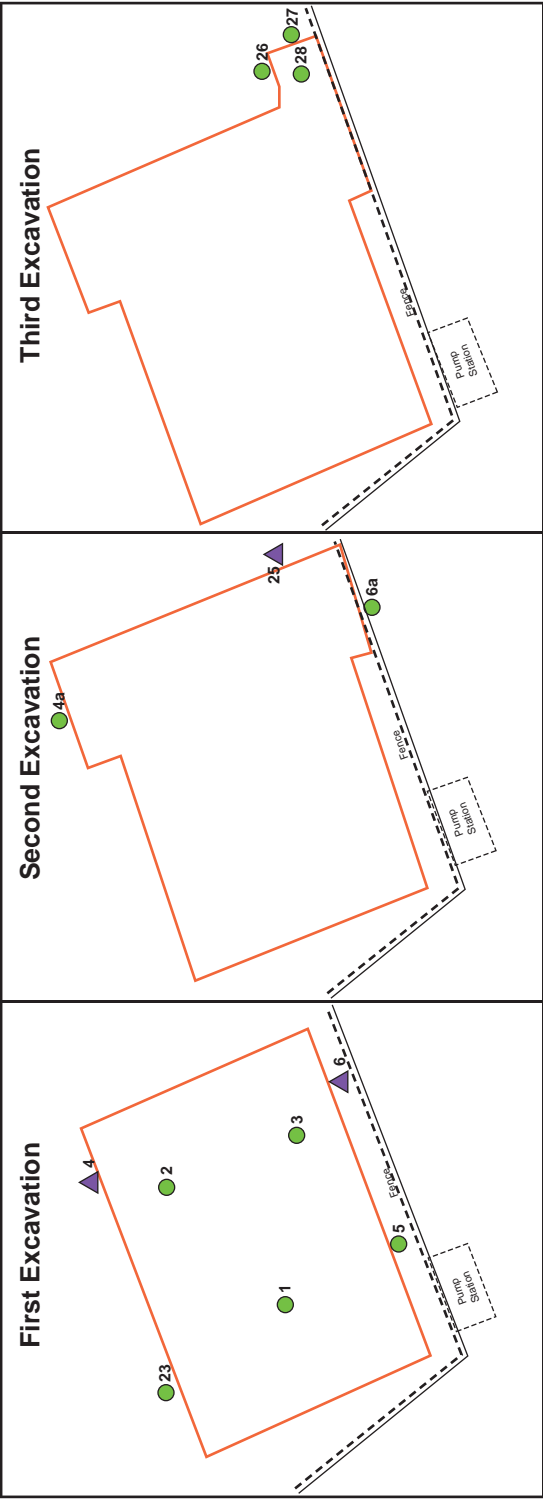 First Excavation
4
6
2
3
23
1
5
Fence
Pump
Station
Second Excavation
4a
25
6a
Fence
Pump
Station
Third Excavation
26
27
28
Fence
Pump
Station